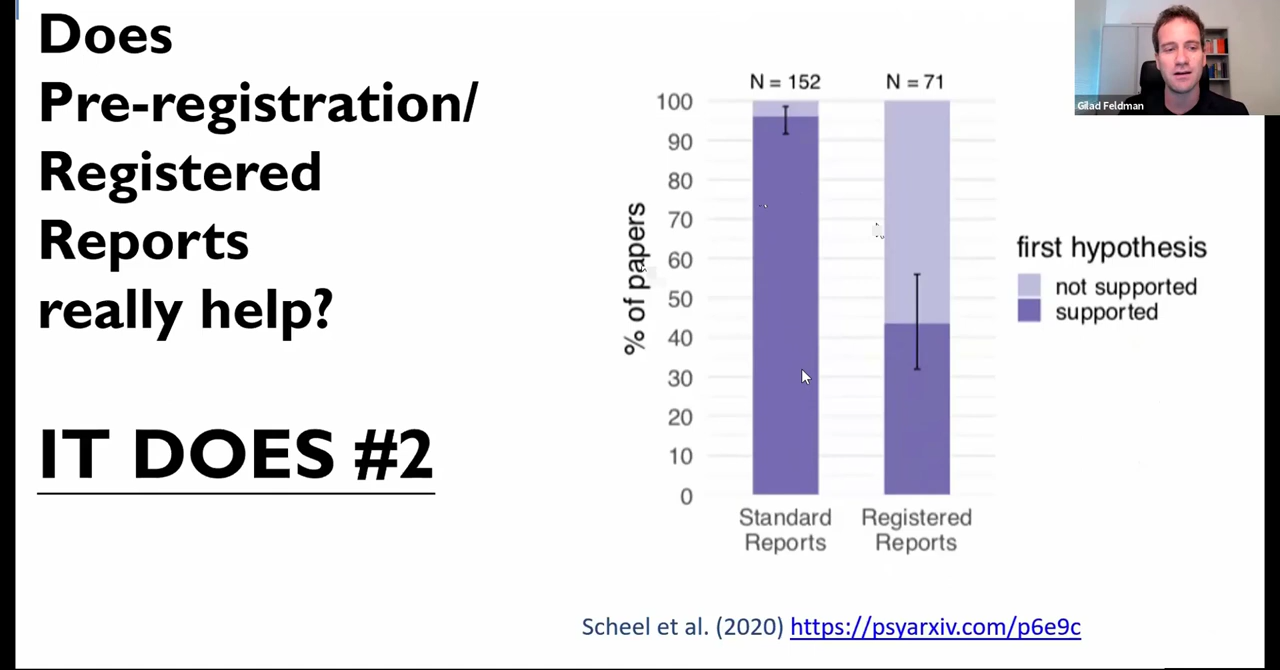 Does
Pre-registration/
Registered
Reports
really help?
IT DOES #2
N = 152
N = 71
100
90
80
70
60
50
40
30
20
10
0
% of papers
Standard
Reports
Registered
Reports
first hypothesis
not supported
supported
Scheel et al. (2020) https://psyarxiv.com/p6e9c
Gilad Feldman